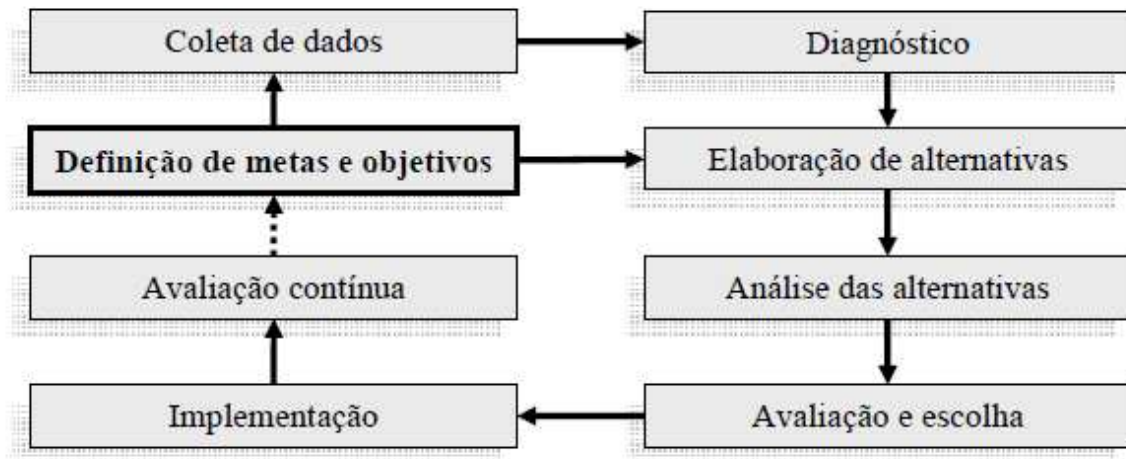 Coleta de dados
Diagnóstico
Definição de metas e objetivos
Elaboração de alternativas
Avaliação contínua
Análise das alternativas
Implementação
Avaliação e escolha